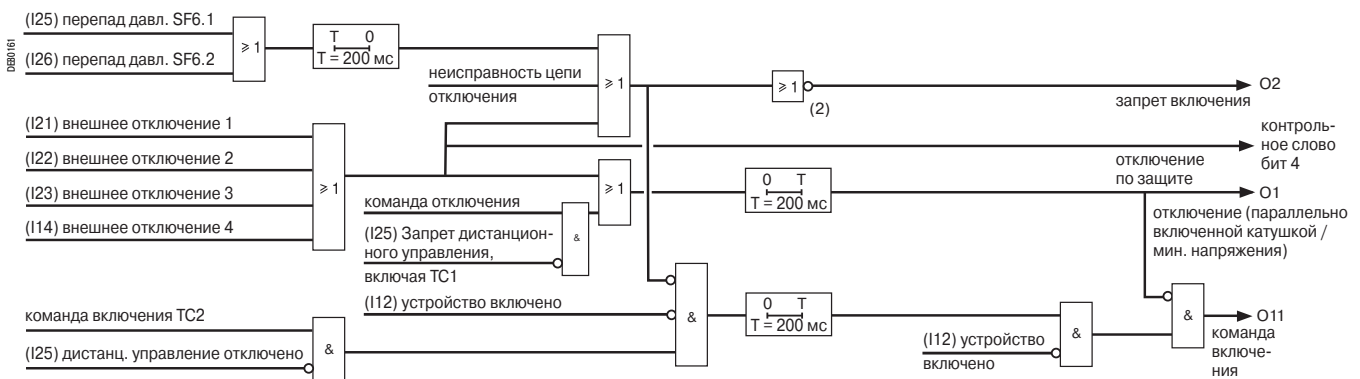 (I25) перепад давл. SF6.1
DE80161
≥ 1
T 0
T = 200 мс
(I26) перепад давл. SF6.2
неисправность цепи
отключения
≥ 1
≥ 1
(2)
O2
запрет включения
(I21) внешнее отключение 1
(I22) внешнее отключение 2
(I23) внешнее отключение 3
(I14) внешнее отключение 4
≥ 1
контроль-
ное слово
бит 4
отключение
по защите
≥ 1
0 T
T = 200 мс
O1
отключение (параллельно
включенной катушкой /
мин. напряжения)
команда отключения
(I25) Запрет дистанцион-
ного управления,
включая TC1
&
(I12) устройство включено
&
0 T
T = 200 мс
команда включения TC2
(I25) дистанц. управление отключено
&
(I12) устройство
включено
&
&
O11
команда
включе-
ния